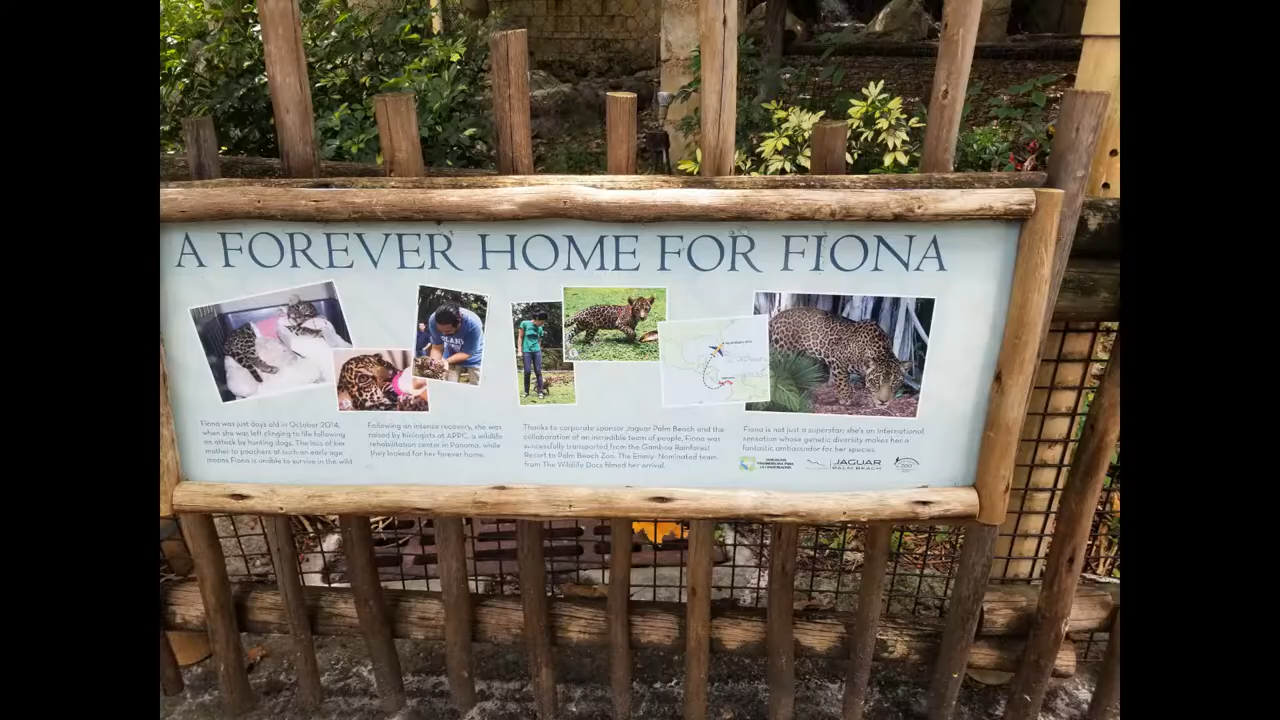 A FOREVER HOME FOR FIONA
Fiona was just days old in October 2014,
when she was left clinging to life following
an attack by hunting dogs. The loss of her
mother to poachers at such an early age
means Fiona is unable to survive in the wild.
Following an intense recovery, she was
raised by biologists at APPC, a wildlife
rehabilitation center in Panama, while
they looked for her forever home.
Thanks to corporate sponsor Jaguar Palm Beach and the
collaboration of an incredible team of people, Fiona was
successfully transported from the Gamboa Rainforest
Resort to Palm Beach Zoo. The Emmy-Nominated team
from The Wildlife Docs filmed her arrival.
Fiona is not just a superstar; she's an international
sensation whose genetic diversity makes her a
fantastic ambassador for her species.
PANAMERICANA PARA
LA CONSERVACIÓN
JAGUAR
PALM BEACH
ZOO